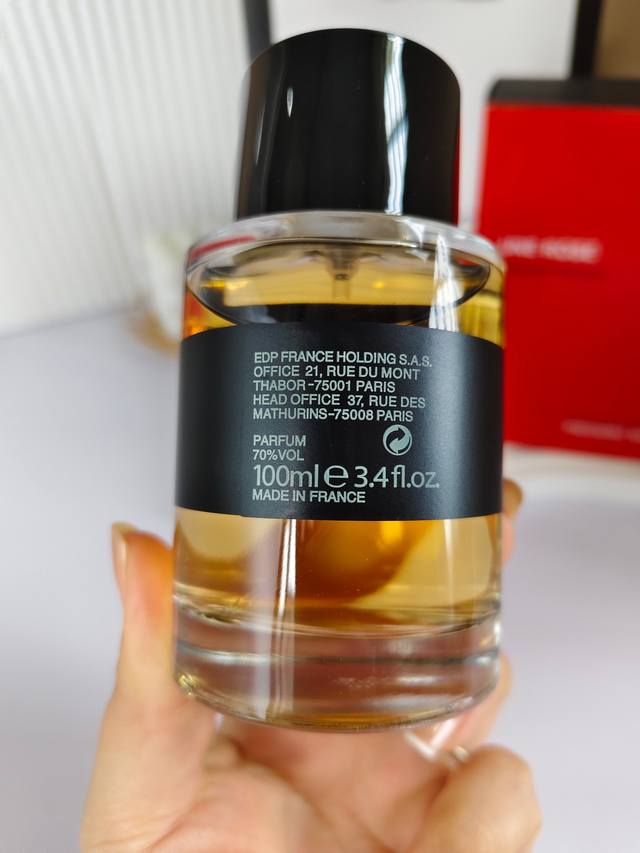 EDP FRANCE HOLDING S.A.S.
OFFICE 21, RUE DU MONT
THABOR-75001 PARIS
HEAD OFFICE 37, RUE DES
MATHURINS-75008 PARIS
PARFUM
70%VOL
100ml e 3.4 fl.oz.
MADE IN FRANCE
ROSE